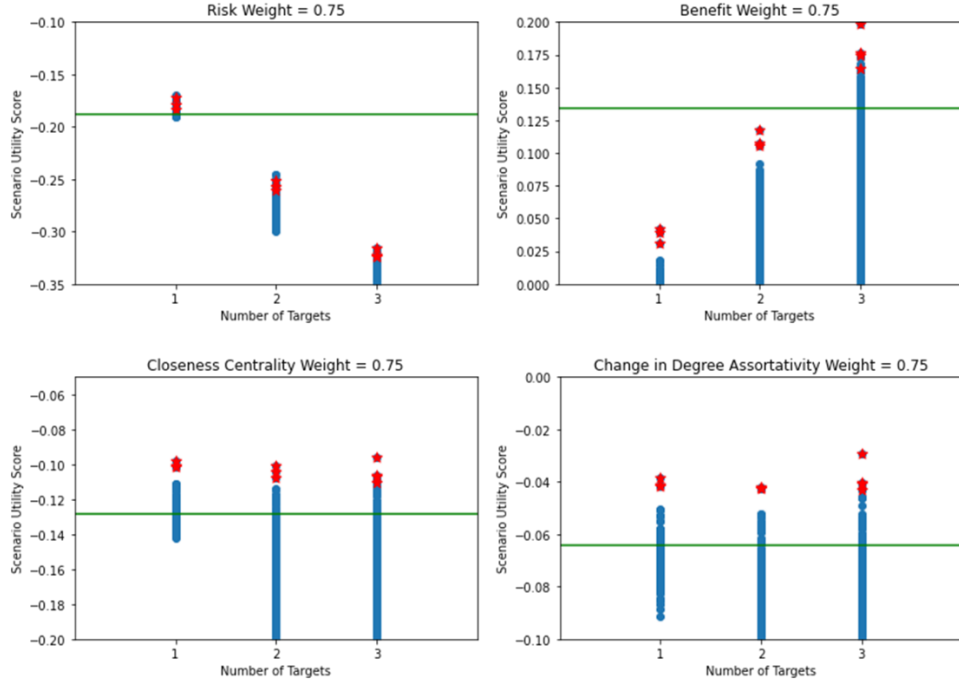 Risk Weight = 0.75
−0.10
−0.15
−0.20
−0.25
−0.30
−0.35
Scenario Utility Score
1 2 3
Number of Targets
Benefit Weight = 0.75
0.200
0.175
0.150
0.125
0.100
0.075
0.050
0.025
0.000
Scenario Utility Score
1 2 3
Number of Targets
Closeness Centrality Weight = 0.75
−0.06
−0.08
−0.10
−0.12
−0.14
−0.16
−0.18
−0.20
Scenario Utility Score
1 2 3
Number of Targets
Change in Degree Assortativity Weight = 0.75
0.00
−0.02
−0.04
−0.06
−0.08
−0.10
Scenario Utility Score
1 2 3
Number of Targets